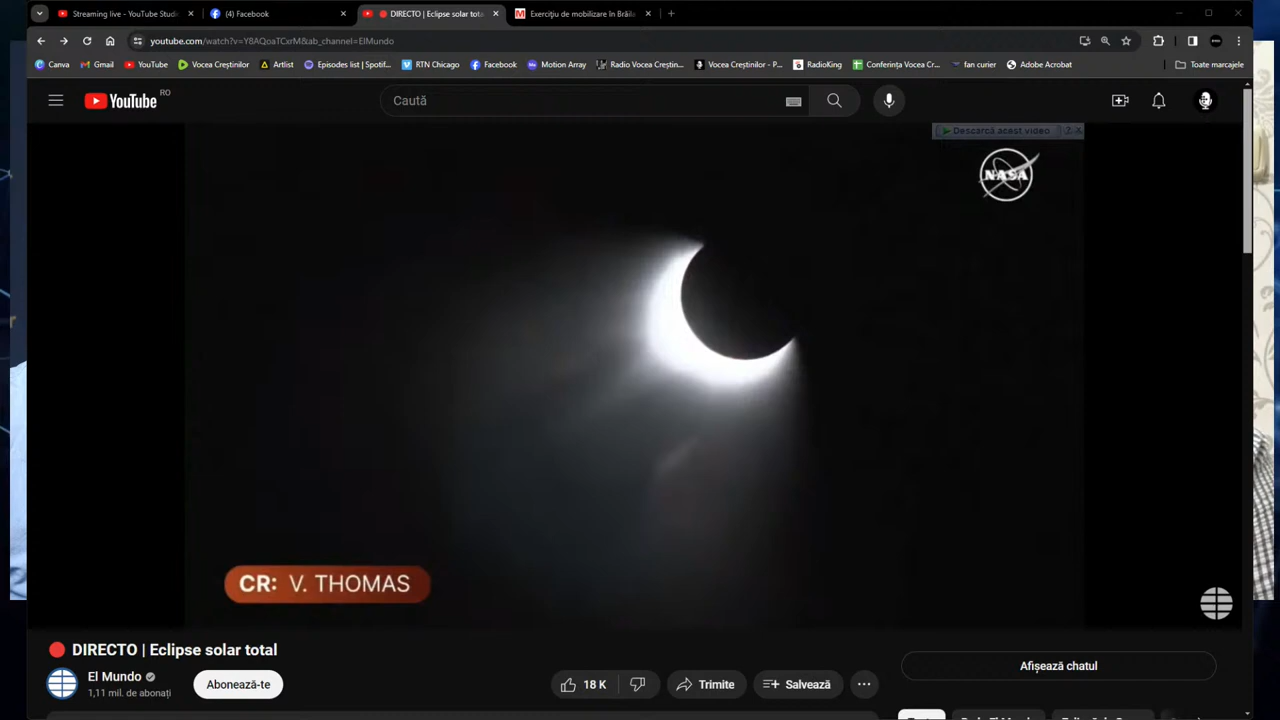 Streaming live - YouTube Studi
(4) Facebook
DIRECTO | Eclipse solar tota
Exercițiu de mobilizare în Brăila
youtube.com/watch?v=Y8AQoaTCxrM&ab_channel=ElMundo
Canva
Gmail
YouTube
Vocea Creștinilor
Artlist
Episodes list | Spotif...
RTN Chicago
Facebook
Motion Array
Radio Vocea Creștin...
Vocea Creștinilor - P...
RadioKing
Conferința Vocea Cr...
fan curier
Adobe Acrobat
Toate marcajele
YouTube RO
Caută
Descarcă acest video ?
NASA
CR: V. THOMAS
DIRECTO | Eclipse solar total
El Mundo
1,11 mil. de abonați
Abonează-te
18 K
Trimite
Salvează
Afișează chatul